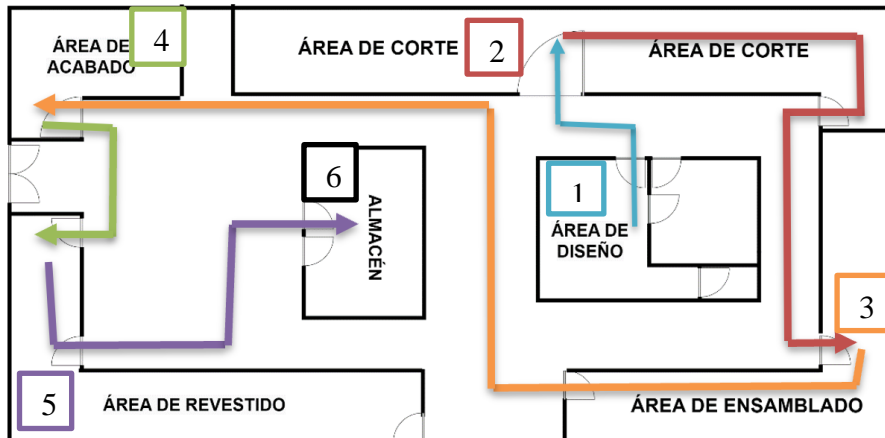 ÁREA DE
ACABADO
4
ÁREA DE CORTE
2
ÁREA DE CORTE
6
ALMACÉN
1
ÁREA DE
DISEÑO
3
5
ÁREA DE REVESTIDO
ÁREA DE ENSAMBLADO